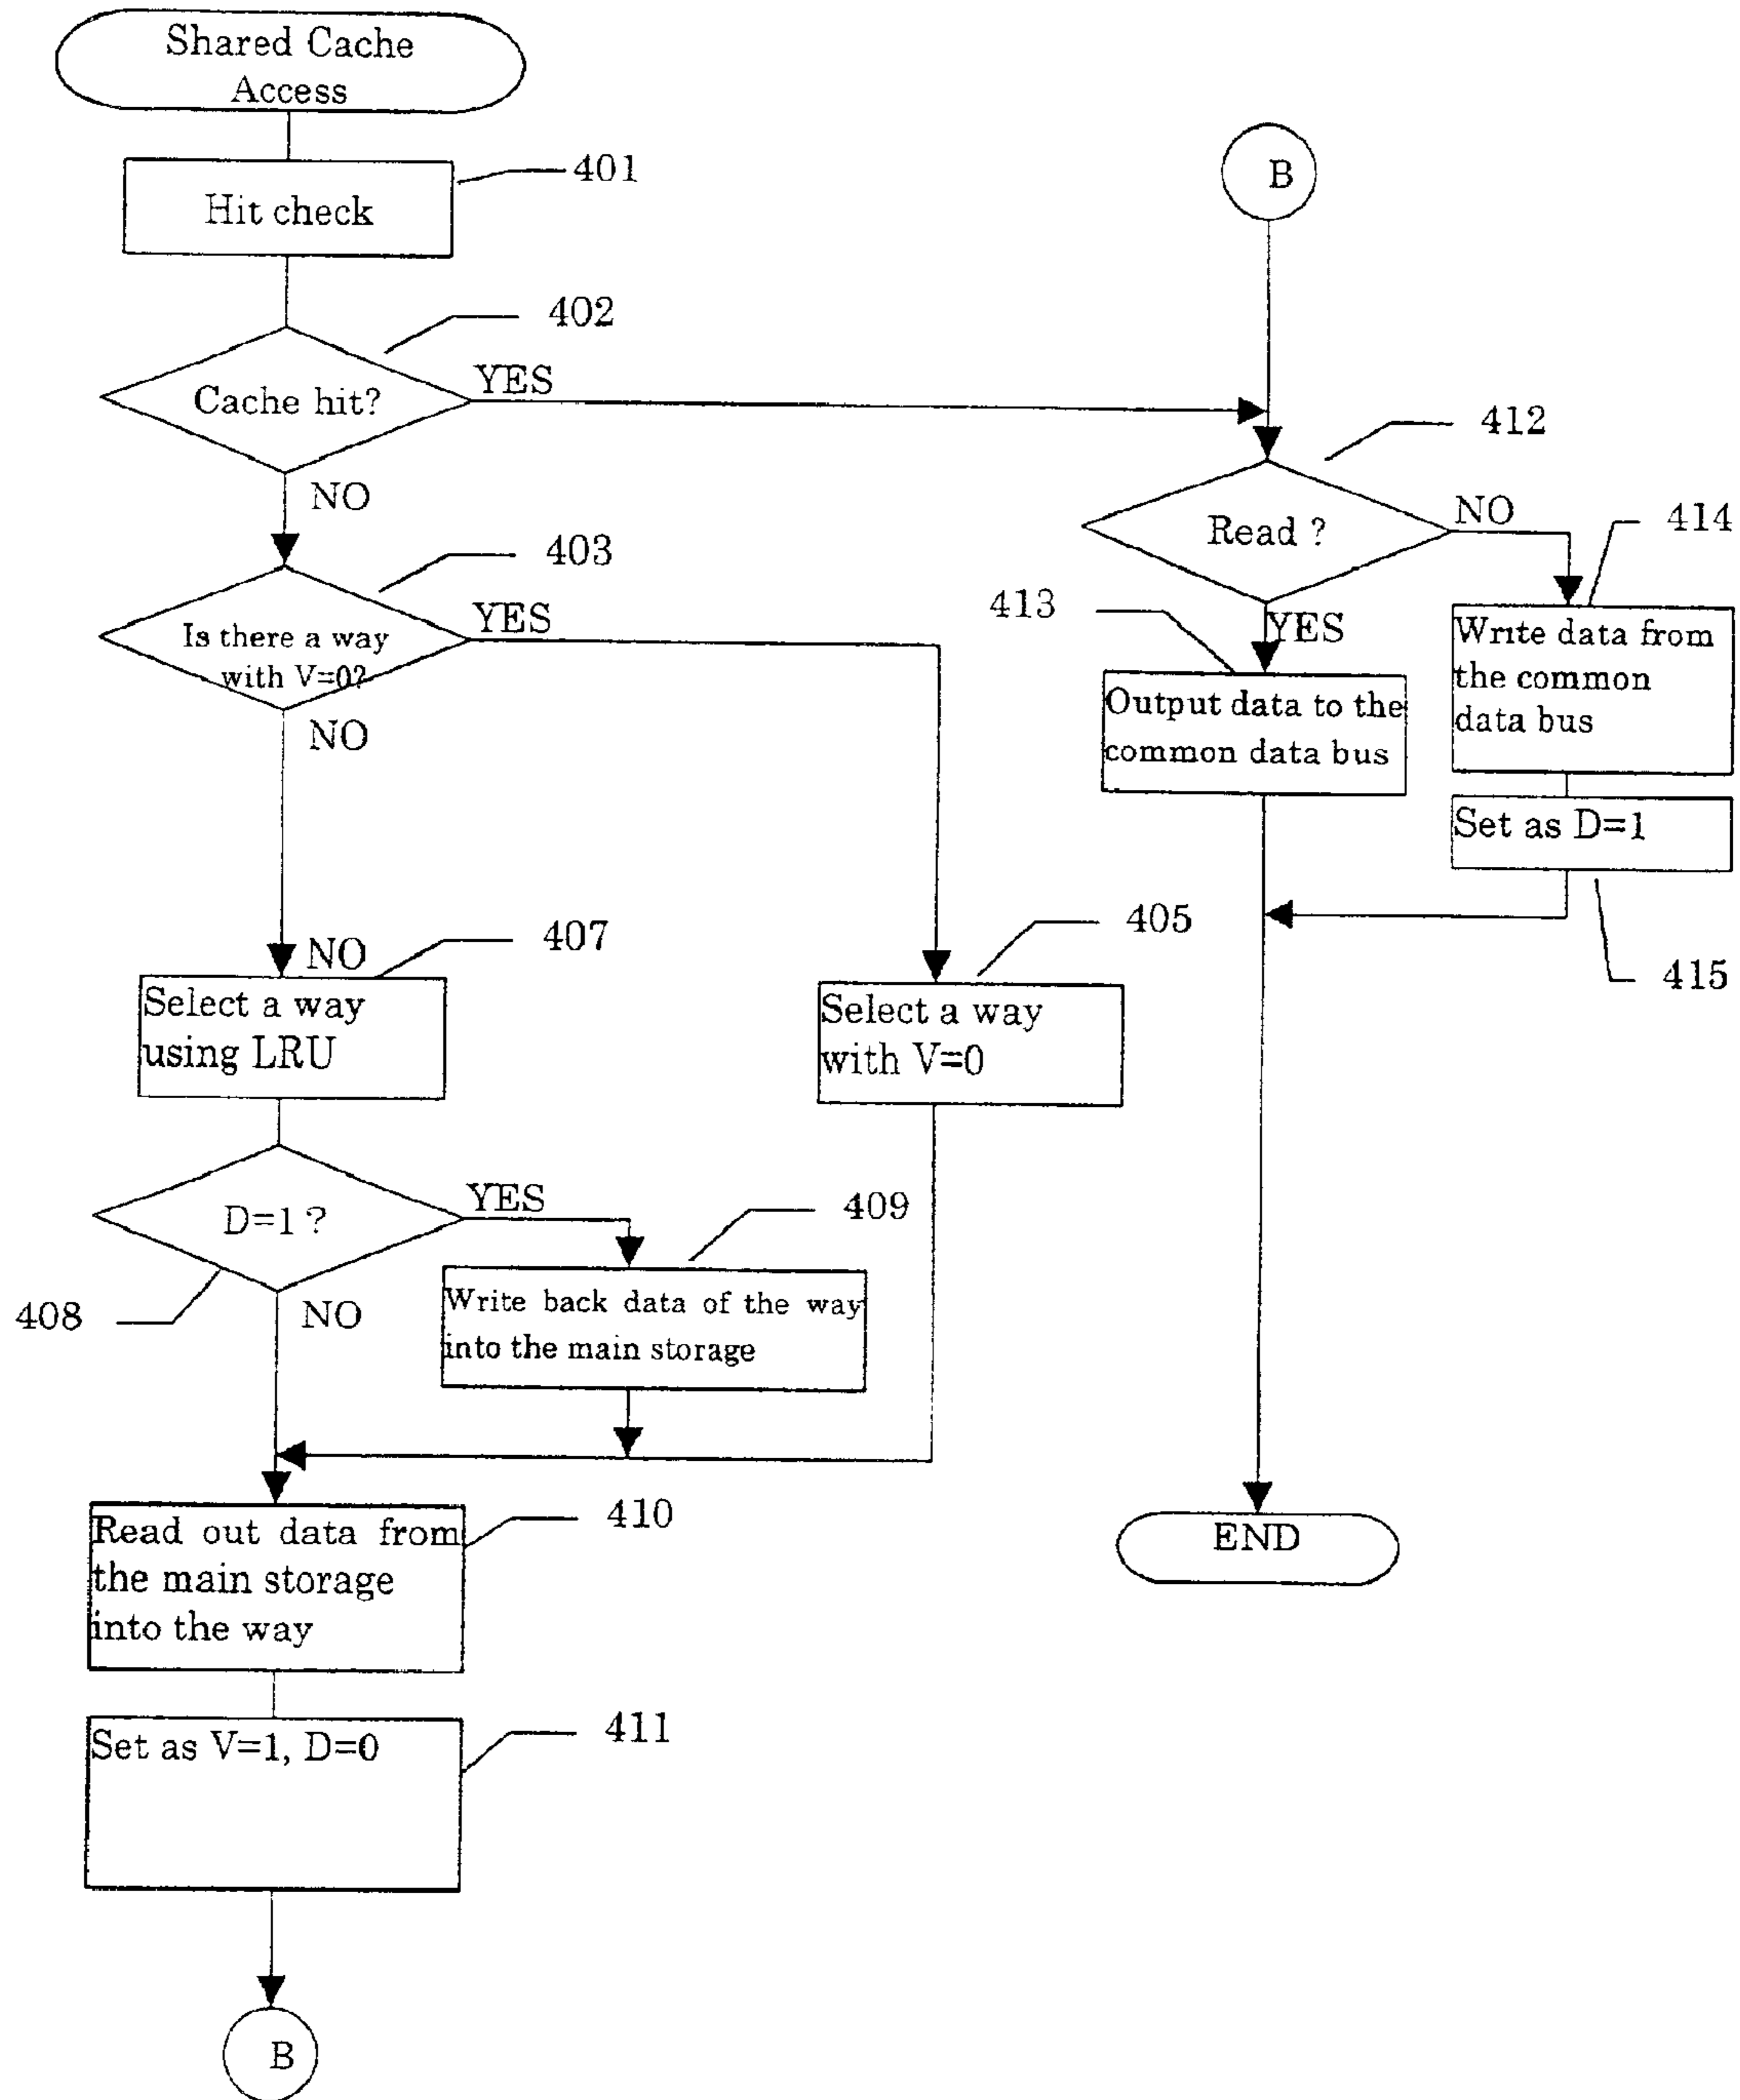 Shared Cache
Access
401
Hit check
402
Cache hit?
YES
NO
403
Is there a way
with V=0?
YES
NO
NO
407
Select a way
using LRU
405
Select a way
with V=0
D=1 ?
YES
408
NO
409
Write back data of the way
into the main storage
410
Read out data from
the main storage
into the way
411
Set as V=1, D=0
B
B
412
Read ?
NO
414
413
YES
Write data from
the common
data bus
Output data to the
common data bus
Set as D=1
415
END